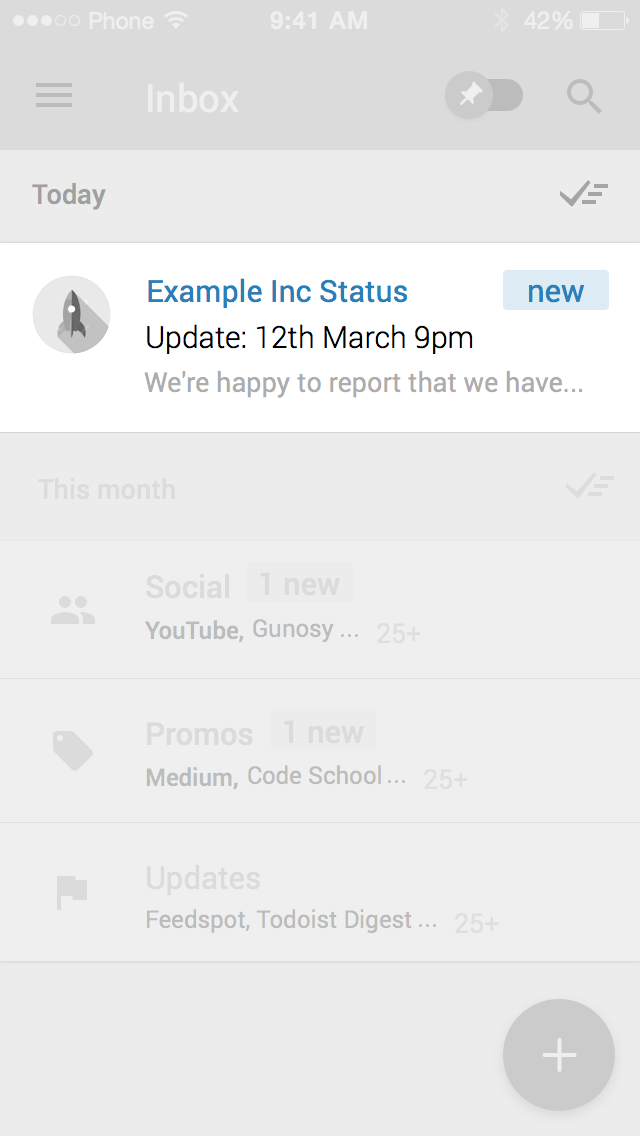 Phone 9:41 AM 42%
Inbox
Today
Example Inc Status new
Update: 12th March 9pm
We're happy to report that we have...
This month
Social 1 new
YouTube, Gunosy ... 25+
Promos 1 new
Medium, Code School ... 25+
Updates
Feedspot, Todoist Digest ... 25+